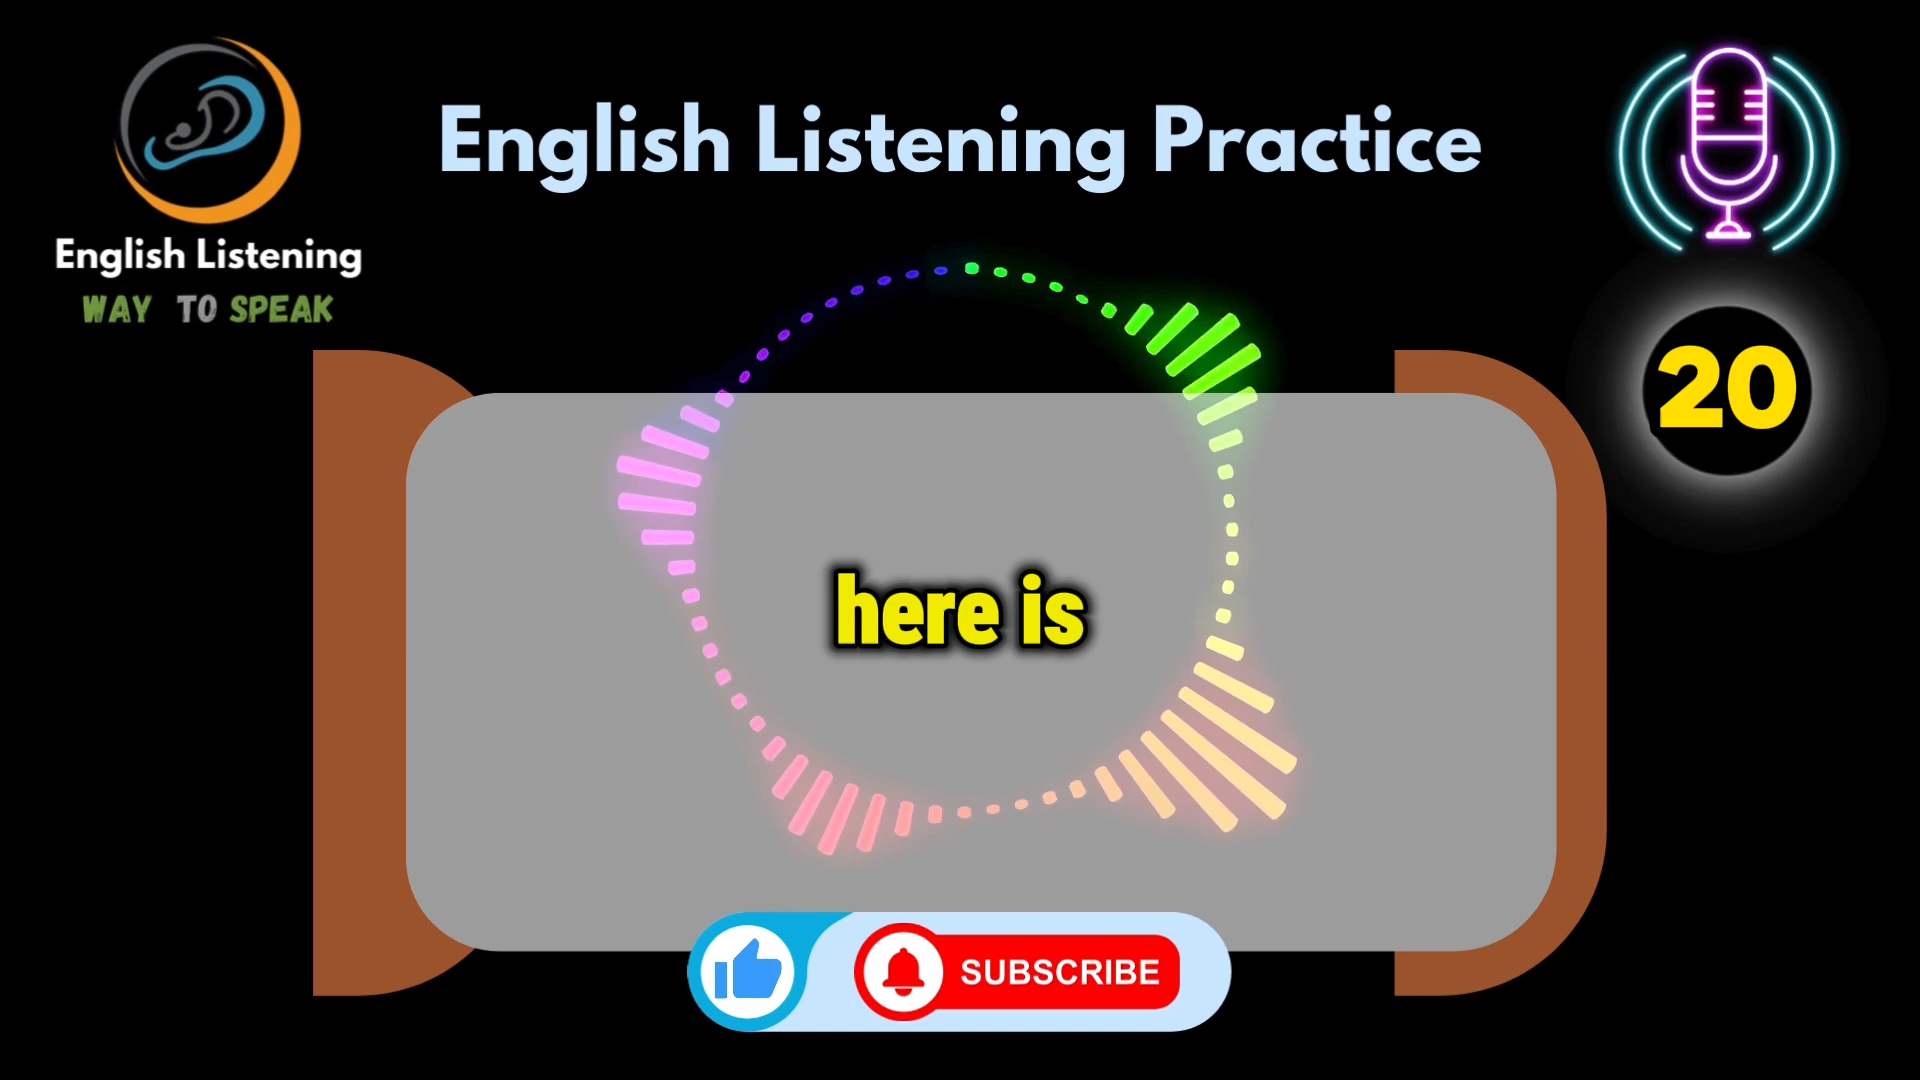 English Listening Practice
English Listening
WAY TO SPEAK
20
here is
SUBSCRIBE